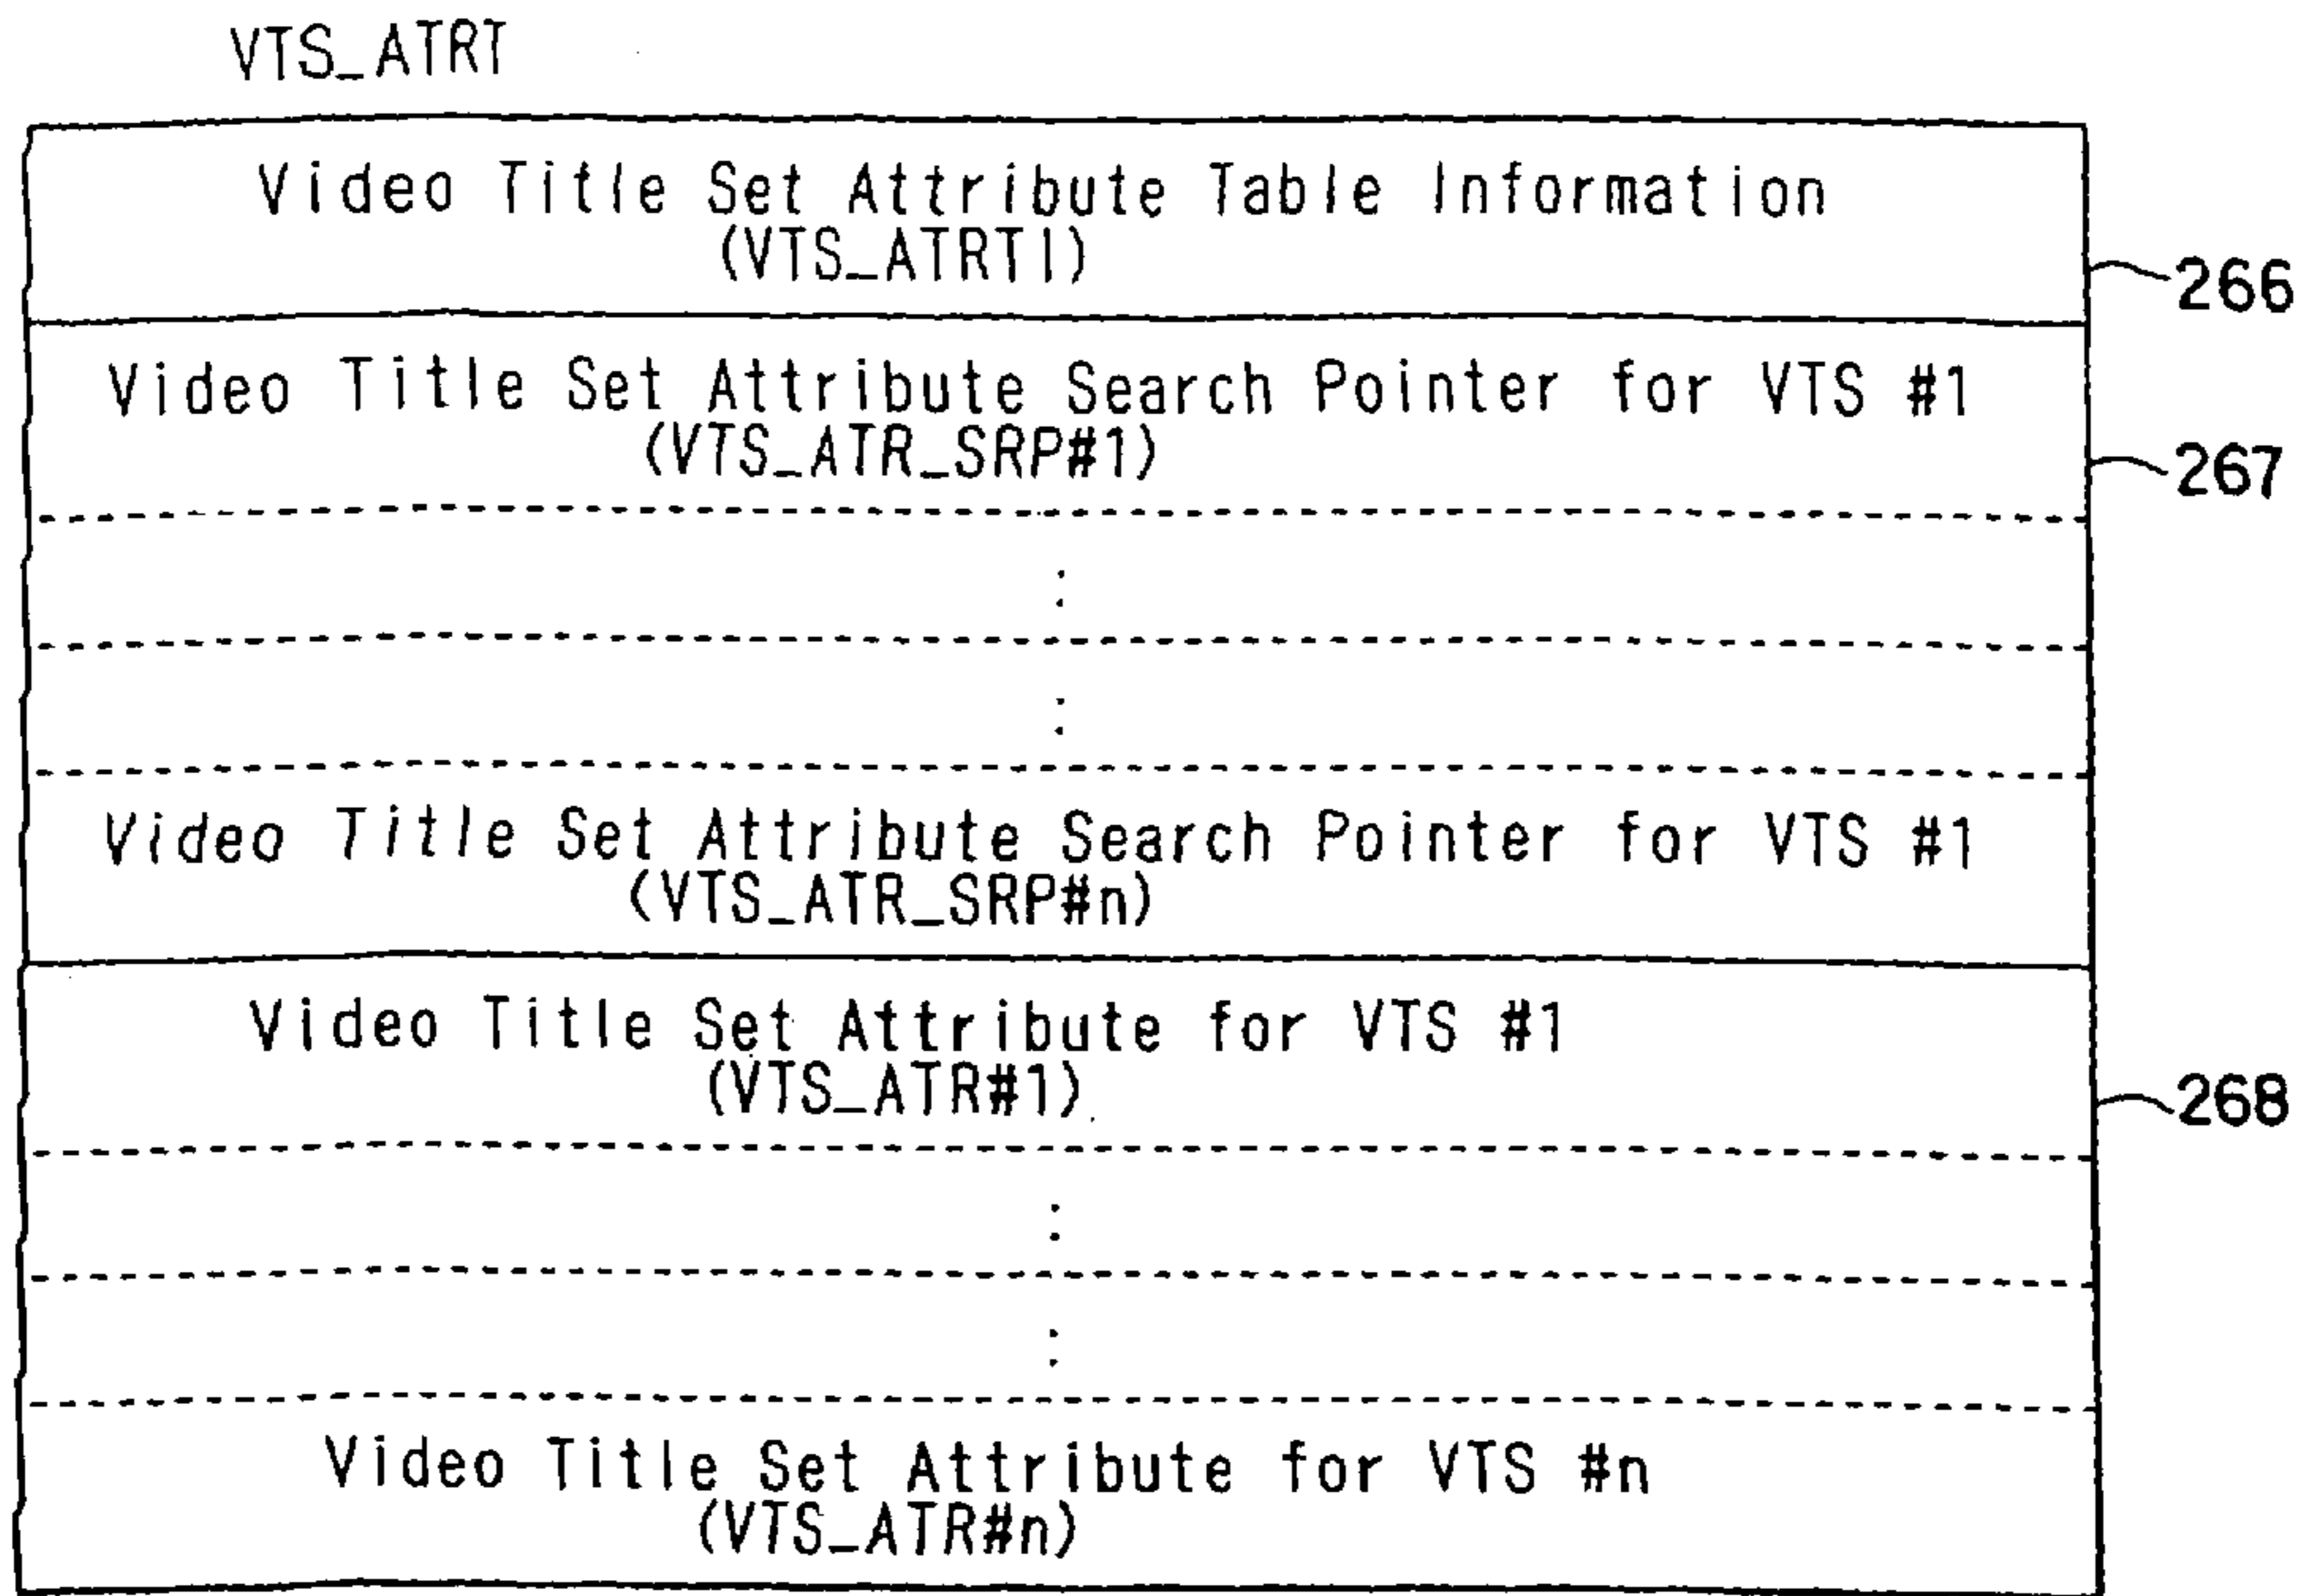 VTS_ATRT
Video Title Set Attribute Table Information
(VTS_ATRTI)
266
Video Title Set Attribute Search Pointer for VTS #1
(VTS_ATR_SRP#1)
267
:
:
Video Title Set Attribute Search Pointer for VTS #1
(VTS_ATR_SRP#n)
Video Title Set Attribute for VTS #1
(VTS_ATR#1)
268
:
:
Video Title Set Attribute for VTS #n
(VTS_ATR#n)